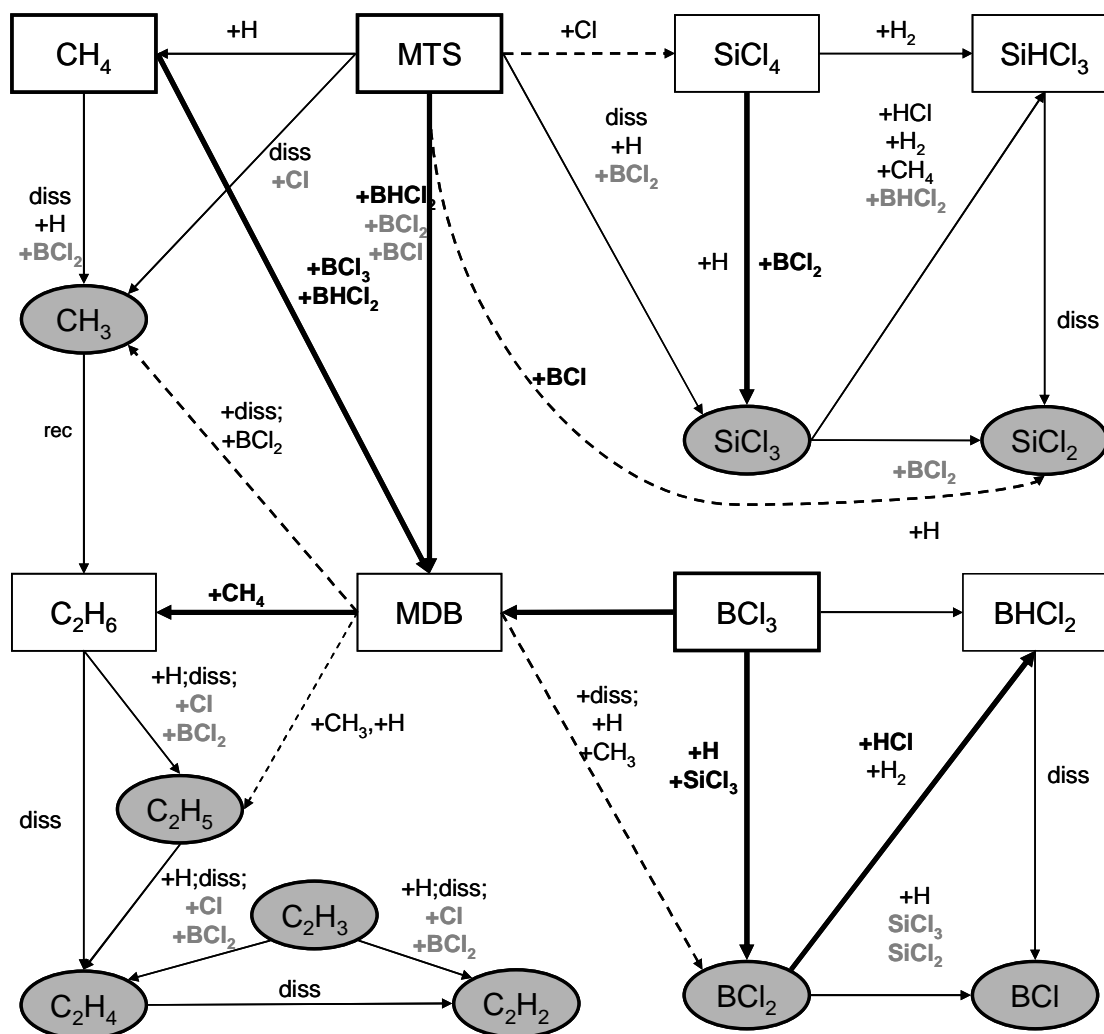 +H
+Cl
+H₂
CH₄
MTS
SiCl₄
SiHCl₃
diss
+H
+BCl₂
diss
+Cl
+BHCl₂
+BCl₂
+BCl
diss
+H
+BCl₂
+HCl
+H₂
+CH₄
+BHCl₂
+BCl₃
+BHCl₂
+H
+BCl₂
CH₃
diss
+BCl
rec
+diss;
+BCl₂
SiCl₃
SiCl₂
+BCl₂
+H
C₂H₆
+CH₄
MDB
BCl₃
BHCl₂
+H;diss;
+Cl
+BCl₂
+CH₃,+H
+diss;
+H
+CH₃
+H
+SiCl₃
+HCl
+H₂
diss
diss
C₂H₅
+H;diss;
+Cl
+BCl₂
C₂H₃
+H;diss;
+Cl
+BCl₂
+H
SiCl₃
SiCl₂
C₂H₄
diss
C₂H₂
BCl₂
BCl